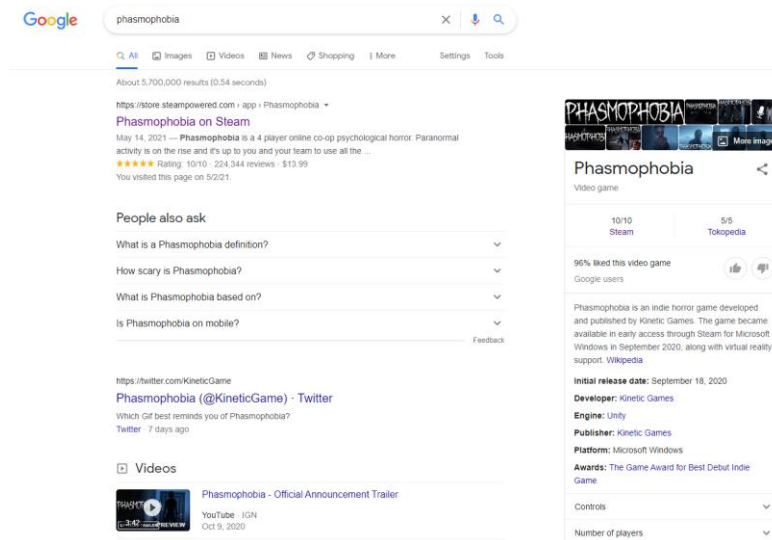 Google
phasmophobia
All Images Videos News Shopping More Settings Tools
About 5,700,000 results (0.54 seconds)
https://store.steampowered.com › app › Phasmophobia
Phasmophobia on Steam
May 14, 2021 — Phasmophobia is a 4 player online co-op psychological horror. Paranormal
activity is on the rise and it's up to you and your team to use all the ...
Rating: 10/10 · 224,344 reviews · $13.99
You visited this page on 5/2/21.
People also ask
What is a Phasmophobia definition?
How scary is Phasmophobia?
What is Phasmophobia based on?
Is Phasmophobia on mobile?
Feedback
https://twitter.com/KineticGame
Phasmophobia (@KineticGame) · Twitter
Which Gif best reminds you of Phasmophobia?
Twitter · 7 days ago
Videos
3:42
PREVIEW
Phasmophobia - Official Announcement Trailer
YouTube · IGN
Oct 9, 2020
PHASMOPHOBIA
More image
Phasmophobia
Video game
10/10
Steam
5/5
Tokopedia
96% liked this video game
Google users
Phasmophobia is an indie horror game developed
and published by Kinetic Games. The game became
available in early access through Steam for Microsoft
Windows in September 2020, along with virtual reality
support. Wikipedia
Initial release date: September 18, 2020
Developer: Kinetic Games
Engine: Unity
Publisher: Kinetic Games
Platform: Microsoft Windows
Awards: The Game Award for Best Debut Indie
Game
Controls
Number of players